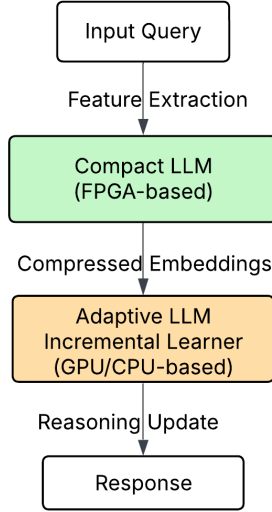 Input Query
Feature Extraction
Compact LLM
(FPGA-based)
Compressed Embeddings
Adaptive LLM
Incremental Learner
(GPU/CPU-based)
Reasoning Update
Response